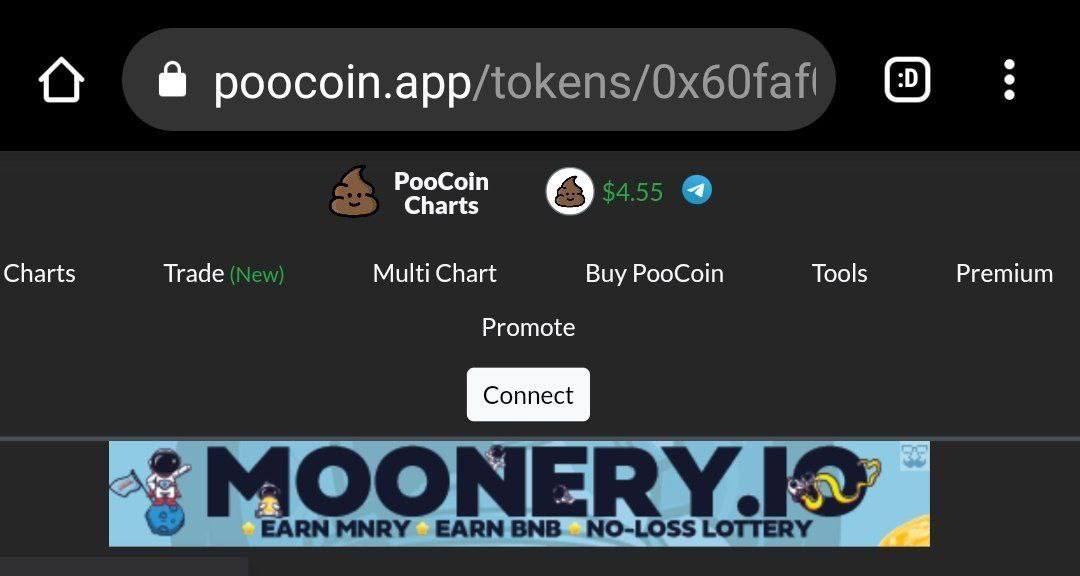 poocoin.app/tokens/0x60faf
:D
PooCoin
Charts
$4.55
Charts
Trade (New)
Multi Chart
Buy PooCoin
Tools
Premium
Promote
Connect
MOONERY.IO
EARN MNRY EARN BNB NO-LOSS LOTTERY